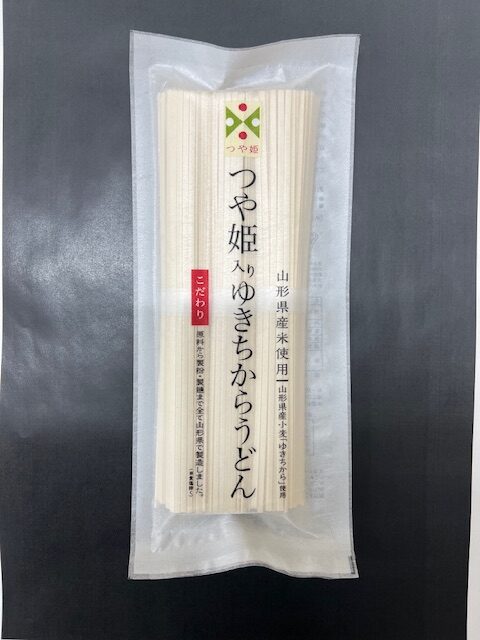 つや姫
つや姫入りゆきちからうどん
山形県産米使用
山形県産小麦「ゆきちから」使用
こだわり
原料から製粉・製麺まで全て山形県で製造しました。